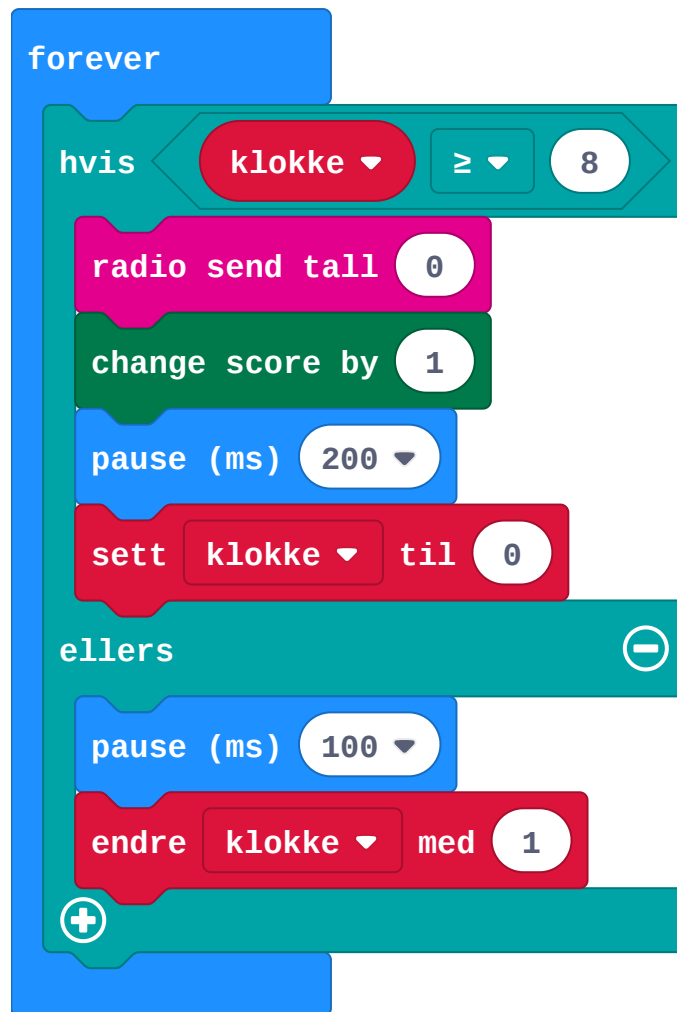 forever
hvis klokke ≥ 8
radio send tall 0
change score by 1
pause (ms) 200
sett klokke til 0
ellers
pause (ms) 100
endre klokke med 1